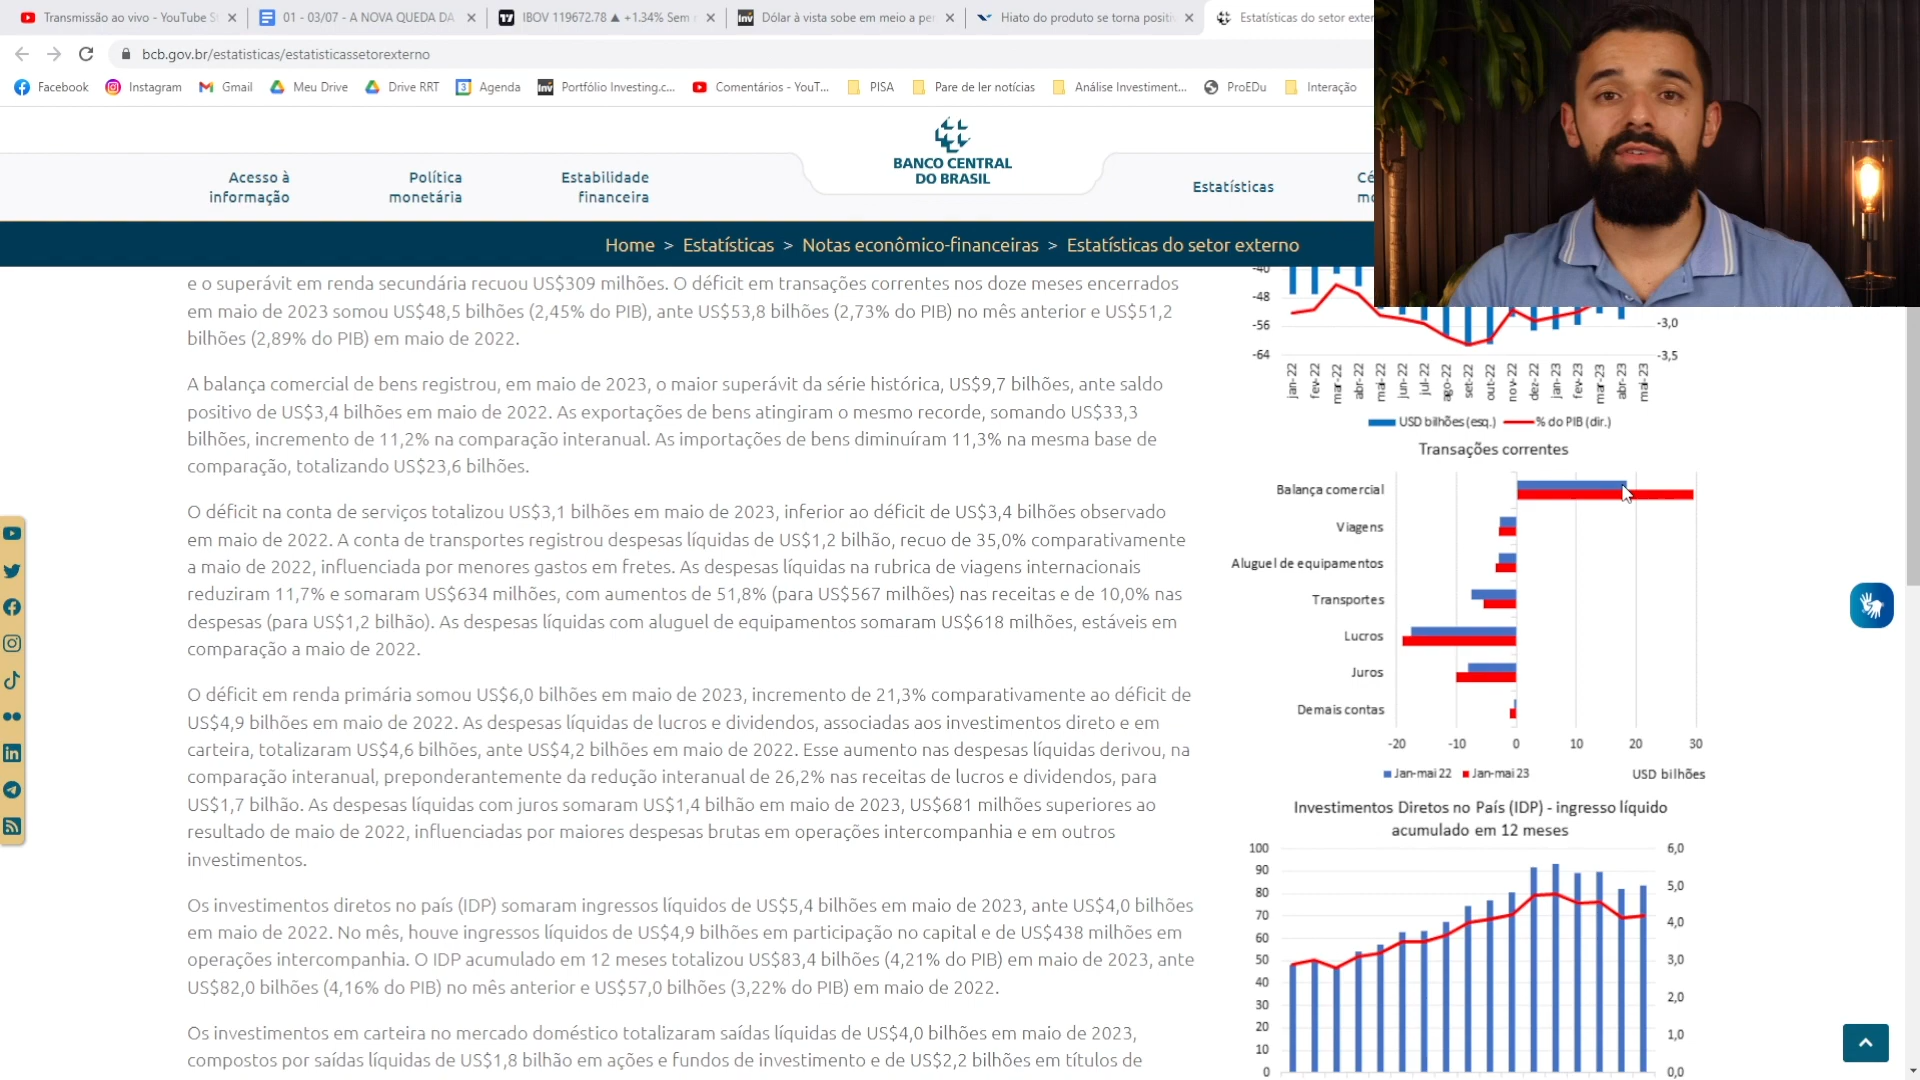 Transmissão ao vivo - YouTube S
01 - 03/07 - A NOVA QUEDA DA
IBOV 119672.78 ▲ +1.34% Sem
Dólar à vista sobe em meio a pe
Hiato do produto se torna positi
Estatísticas do setor exter
bcb.gov.br/estatisticas/estatisticassetorexterno
Facebook
Instagram
Gmail
Meu Drive
Drive RRT
Agenda
Portfólio Investing.c...
Comentários - YouT...
PISA
Pare de ler notícias
Análise Investiment...
ProEDu
Interação
BANCO CENTRAL
DO BRASIL
Acesso à
informação
Política
monetária
Estabilidade
financeira
Estatísticas
Home > Estatísticas > Notas econômico-financeiras > Estatísticas do setor externo
e o superávit em renda secundária recuou US$309 milhões. O déficit em transações correntes nos doze meses encerrados
em maio de 2023 somou US$48,5 bilhões (2,45% do PIB), ante US$53,8 bilhões (2,73% do PIB) no mês anterior e US$51,2
bilhões (2,89% do PIB) em maio de 2022.
A balança comercial de bens registrou, em maio de 2023, o maior superávit da série histórica, US$9,7 bilhões, ante saldo
positivo de US$3,4 bilhões em maio de 2022. As exportações de bens atingiram o mesmo recorde, somando US$33,3
bilhões, incremento de 11,2% na comparação interanual. As importações de bens diminuíram 11,3% na mesma base de
comparação, totalizando US$23,6 bilhões.
O déficit na conta de serviços totalizou US$3,1 bilhões em maio de 2023, inferior ao déficit de US$3,4 bilhões observado
em maio de 2022. A conta de transportes registrou despesas líquidas de US$1,2 bilhão, recuo de 35,0% comparativamente
a maio de 2022, influenciada por menores gastos em fretes. As despesas líquidas na rubrica de viagens internacionais
reduziram 11,7% e somaram US$634 milhões, com aumentos de 51,8% (para US$567 milhões) nas receitas e de 10,0% nas
despesas (para US$1,2 bilhão). As despesas líquidas com aluguel de equipamentos somaram US$618 milhões, estáveis em
comparação a maio de 2022.
O déficit em renda primária somou US$6,0 bilhões em maio de 2023, incremento de 21,3% comparativamente ao déficit de
US$4,9 bilhões em maio de 2022. As despesas líquidas de lucros e dividendos, associadas aos investimentos direto e em
carteira, totalizaram US$4,6 bilhões, ante US$4,2 bilhões em maio de 2022. Esse aumento nas despesas líquidas derivou, na
comparação interanual, preponderantemente da redução interanual de 26,2% nas receitas de lucros e dividendos, para
US$1,7 bilhão. As despesas líquidas com juros somaram US$1,4 bilhão em maio de 2023, US$681 milhões superiores ao
resultado de maio de 2022, influenciadas por maiores despesas brutas em operações intercompanhia e em outros
investimentos.
Os investimentos diretos no país (IDP) somaram ingressos líquidos de US$5,4 bilhões em maio de 2023, ante US$4,0 bilhões
em maio de 2022. No mês, houve ingressos líquidos de US$4,9 bilhões em participação no capital e de US$438 milhões em
operações intercompanhia. O IDP acumulado em 12 meses totalizou US$83,4 bilhões (4,21% do PIB) em maio de 2023, ante
US$82,0 bilhões (4,16% do PIB) no mês anterior e US$57,0 bilhões (3,22% do PIB) em maio de 2022.
Os investimentos em carteira no mercado doméstico totalizaram saídas líquidas de US$4,0 bilhões em maio de 2023,
compostos por saídas líquidas de US$1,8 bilhão em ações e fundos de investimento e de US$2,2 bilhões em títulos de
-40
-48
-56
-64
-3,0
-3,5
jan-22 fev-22 mar-22 abr-22 mai-22 jun-22 jul-22 ago-22 set-22 out-22 nov-22 dez-22 jan-23 fev-23 mar-23 abr-23 mai-23
USD bilhões (esq.) % do PIB (dir.)
Transações correntes
Balança comercial
Viagens
Aluguel de equipamentos
Transportes
Lucros
Juros
Demais contas
-20 -10 0 10 20 30
Jan-mai 22 Jan-mai 23 USD bilhões
Investimentos Diretos no País (IDP) - ingresso líquido
acumulado em 12 meses
100 6,0
90
80 5,0
70
60 4,0
50 3,0
40
30 2,0
20 1,0
10
0 0,0